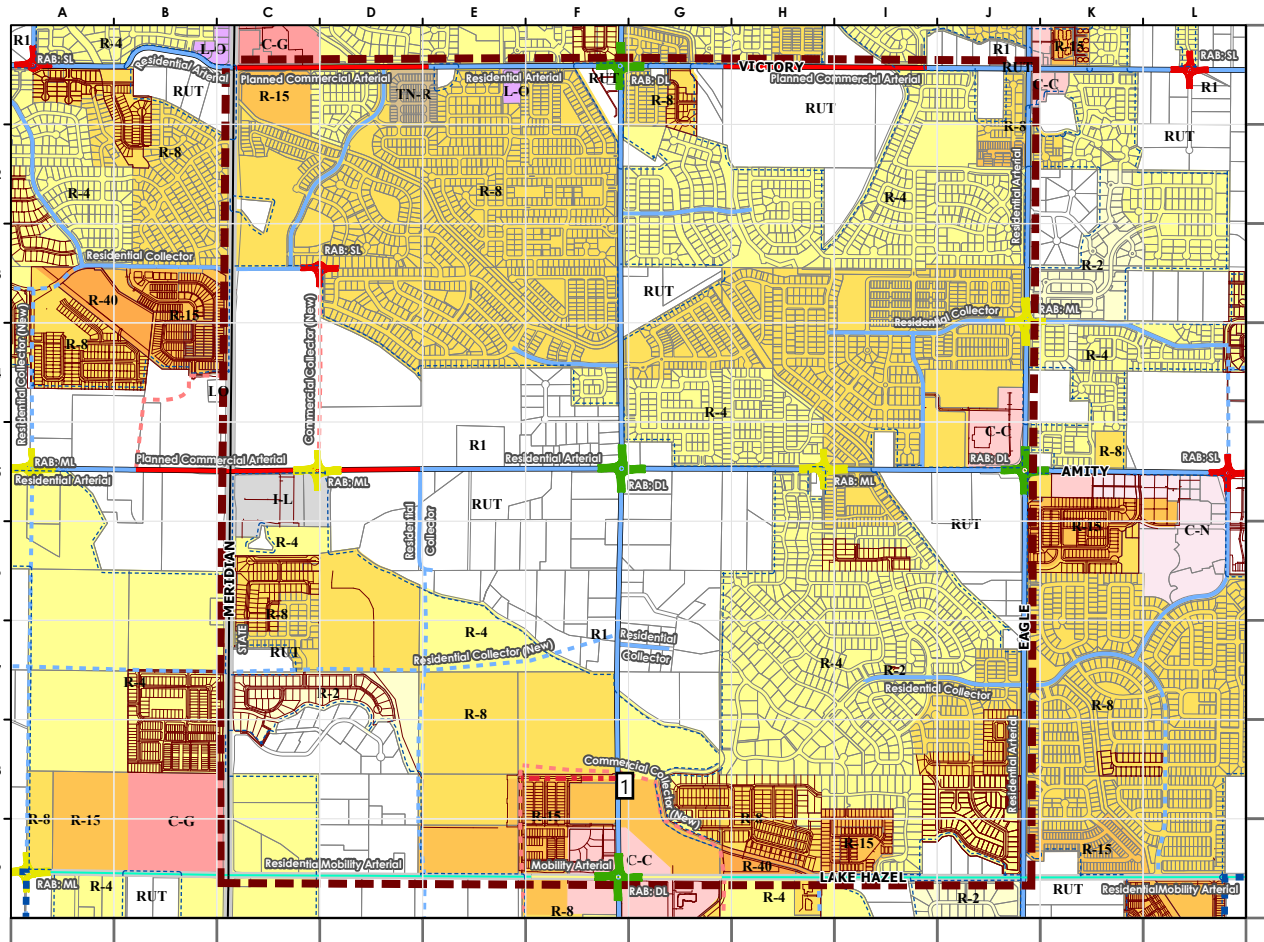 A B C D E F G H I J K L
R1 R-4 L-O C-G R1 R-15
RAB: SL Residential Arterial VICTORY RUT RAB: SL
Planned Commercial Arterial Residential Arterial RUT RAB: DL Planned Commercial Arterial
RUT R-15 TN-R L-O R-8 RUT C-C R1
R-8 R-8 RUT
R-4 R-8 R-4 Residential Arterial
Residential Collector RAB: SL R-2
R-40 R-15 RUT
Residential Collector (New) R-8 Commercial Collector (New) Residential Collector RAB: ML
R-4
LO R-4
R1 C-C R-8
RAB: ML Planned Commercial Arterial Residential Arterial RAB: DL AMITY RAB: SL
Residential Arterial RAB: ML RAB: DL RAB: ML
I-L RUT RUT R-15 C-N
R-4 Residential Collector
MERIDIAN
R-8 EAGLE
STATE RUT R-4 R1 Residential Collector
Residential Collector (New)
R-4 R-2 R-4 R-2
Residential Collector
R-8 R-8
Residential Arterial
Commercial Collector (New)
1
R-8 R-15 C-G R-15 R-8 R-15 R-15
Residential Mobility Arterial Mobility Arterial C-C R-40 LAKE HAZEL
RAB: ML R-4 RUT RAB: DL R-4 R-2 RUT Residential Mobility Arterial
R-8